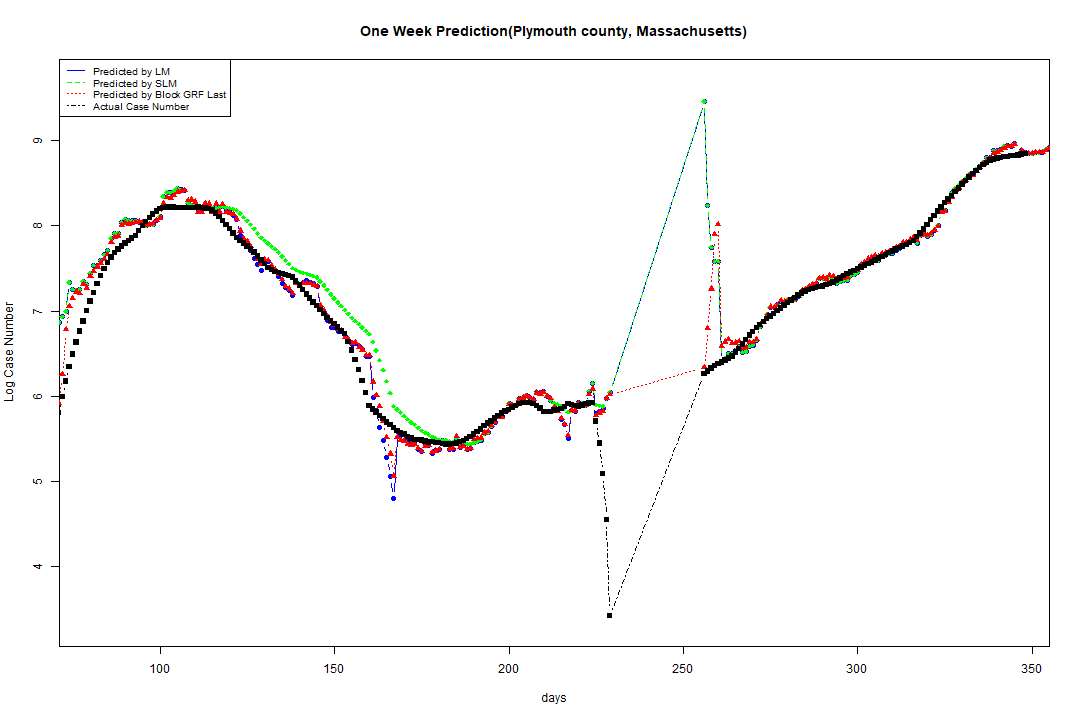 One Week Prediction(Plymouth county, Massachusetts)
Predicted by LM
Predicted by SLM
Predicted by Block GRF Last
Actual Case Number
9
8
7
6
5
4
Log Case Number
100 150 200 250 300 350
days